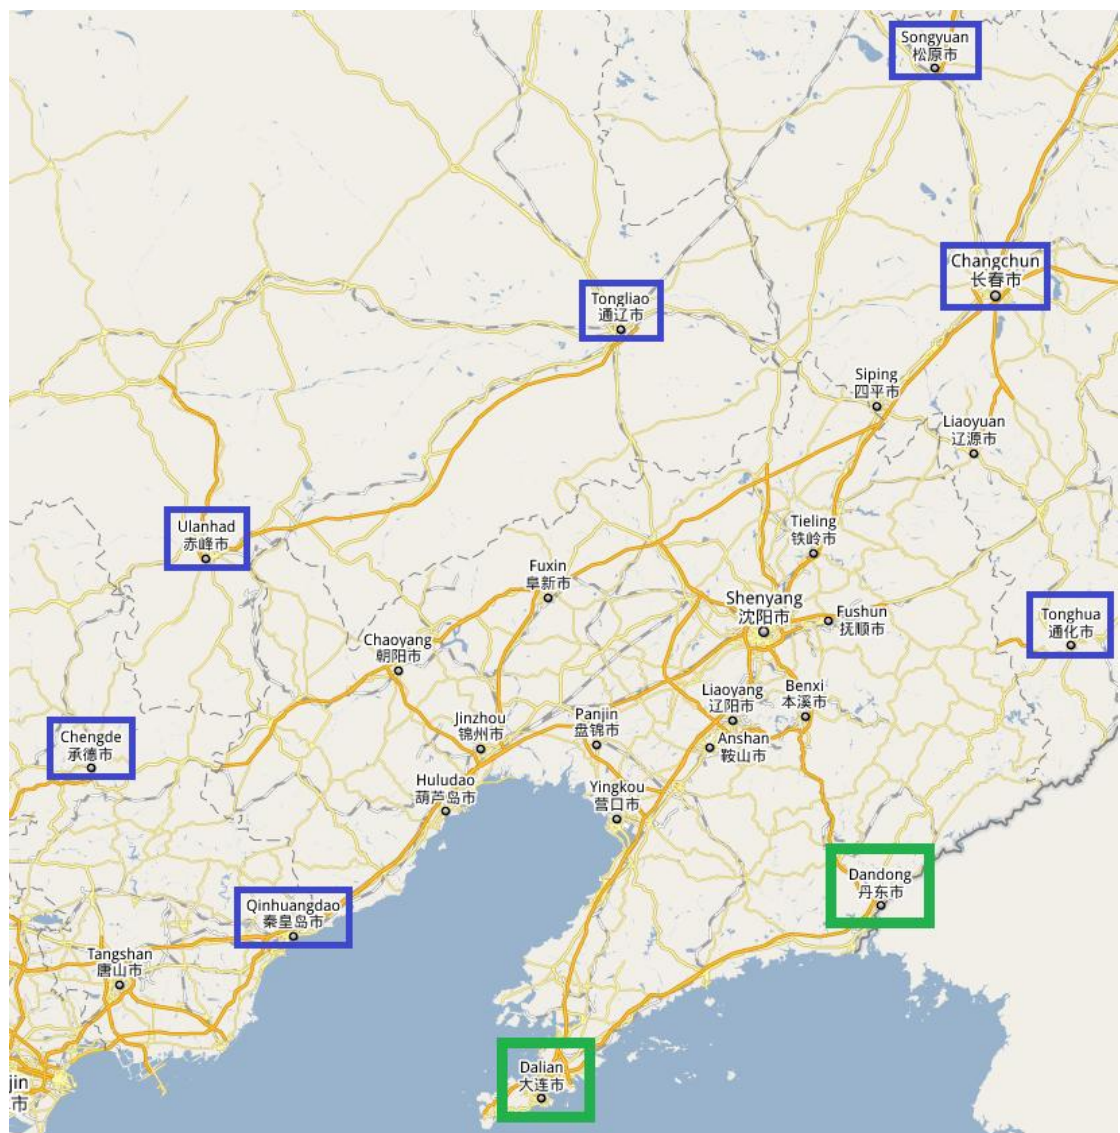 Songyuan
松原市
Changchun
长春市
Tongliao
通辽市
Siping
四平市
Liaoyuan
辽源市
Ulanhad
赤峰市
Tieling
铁岭市
Fuxin
阜新市
Shenyang
沈阳市
Fushun
抚顺市
Tonghua
通化市
Chaoyang
朝阳市
Liaoyang
辽阳市
Benxi
本溪市
Jinzhou
锦州市
Panjin
盘锦市
Anshan
鞍山市
Chengde
承德市
Huludao
葫芦岛市
Yingkou
营口市
Dandong
丹东市
Qinhuangdao
秦皇岛市
Tangshan
唐山市
Dalian
大连市
jin
市